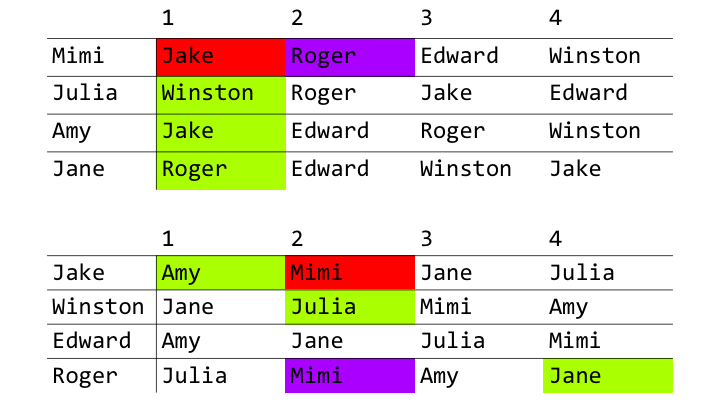 1 2 3 4
Mimi Jake Roger Edward Winston
Julia Winston Roger Jake Edward
Amy Jake Edward Roger Winston
Jane Roger Edward Winston Jake
1 2 3 4
Jake Amy Mimi Jane Julia
Winston Jane Julia Mimi Amy
Edward Amy Jane Julia Mimi
Roger Julia Mimi Amy Jane